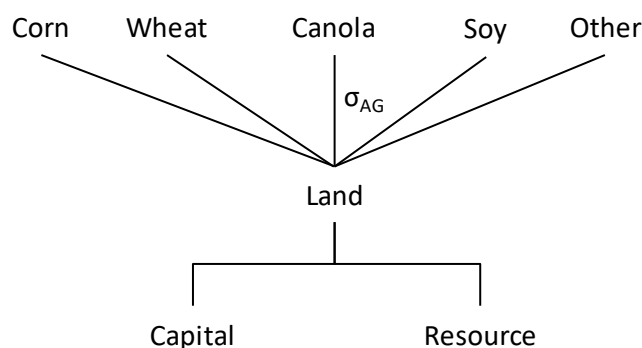 Corn Wheat Canola Soy Other
σAG
Land
Capital Resource